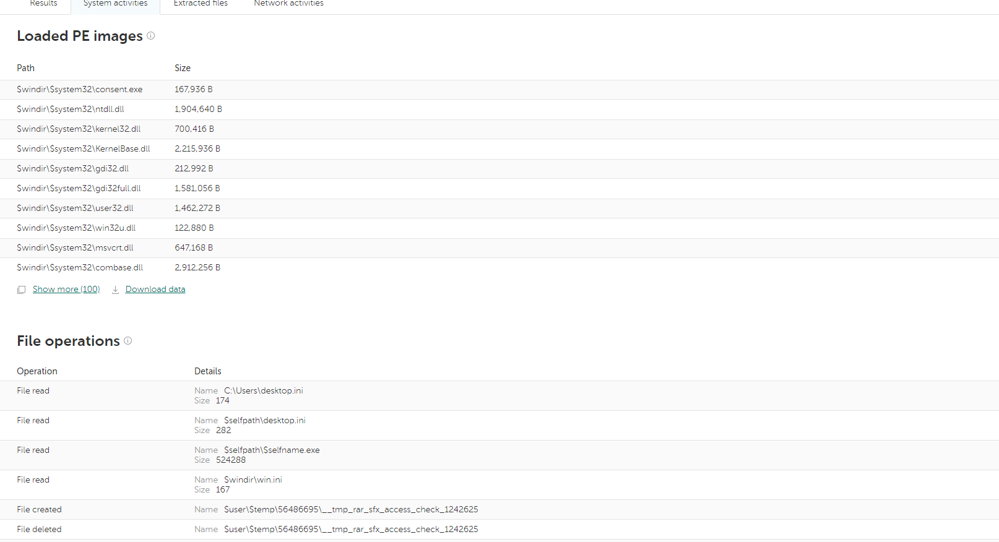 Results System activities Extracted files Network activities
Loaded PE images
Path Size
$windir\$system32\consent.exe 167,936 B
$windir\$system32\ntdll.dll 1,904,640 B
$windir\$system32\kernel32.dll 700,416 B
$windir\$system32\KernelBase.dll 2,215,936 B
$windir\$system32\gdi32.dll 212,992 B
$windir\$system32\gdi32full.dll 1,581,056 B
$windir\$system32\user32.dll 1,462,272 B
$windir\$system32\win32u.dll 122,880 B
$windir\$system32\msvcrt.dll 647,168 B
$windir\$system32\combase.dll 2,912,256 B
Show more (100) Download data
File operations
Operation Details
File read Name C:\Users\desktop.ini
Size 174
File read Name $selfpath\desktop.ini
Size 282
File read Name $selfpath\$selfname.exe
Size 524288
File read Name $windir\win.ini
Size 167
File created Name $user\$temp\56486695\__tmp_rar_sfx_access_check_1242625
File deleted Name $user\$temp\56486695\__tmp_rar_sfx_access_check_1242625